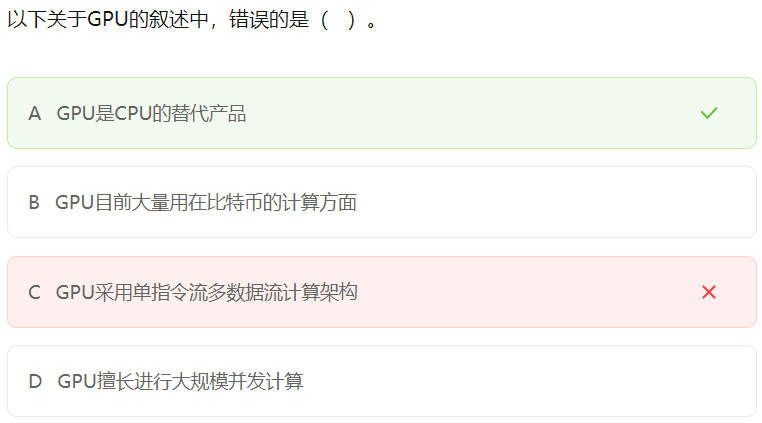 以下关于GPU的叙述中，错误的是（　）。
A GPU是CPU的替代产品
B GPU目前大量用在比特币的计算方面
C GPU采用单指令流多数据流计算架构
D GPU擅长进行大规模并发计算